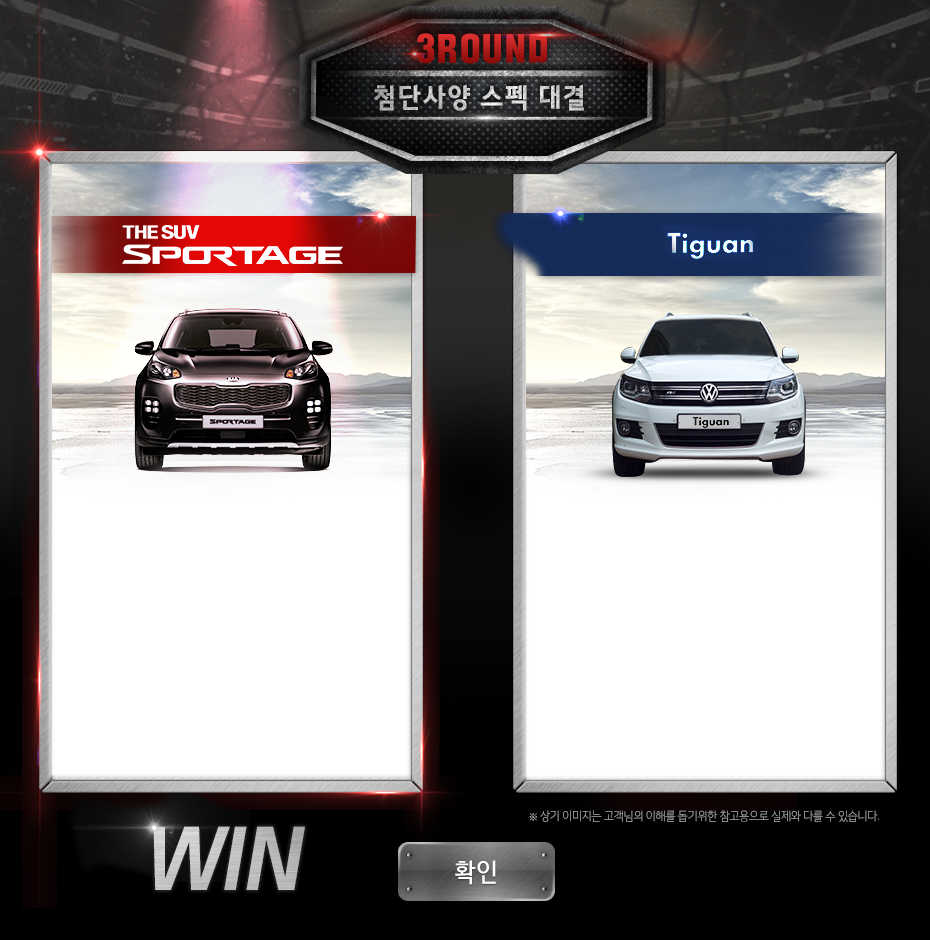 3ROUND
첨단사양 스펙 대결
THE SUV
SPORTAGE
Tiguan
KIA
SPORTAGE
Tiguan
※ 상기 이미지는 고객님의 이해를 돕기위한 참고용으로 실제와 다를 수 있습니다.
WIN
확인